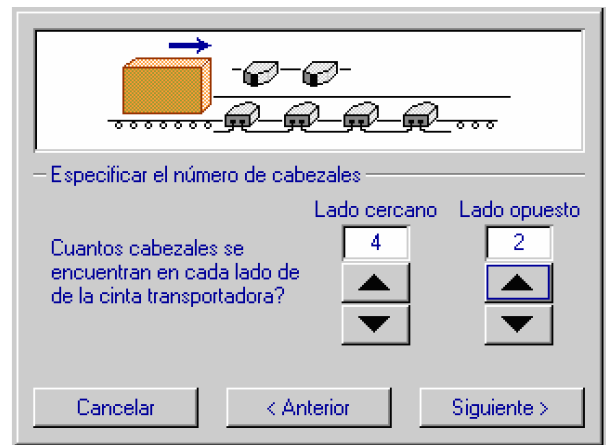 Especificar el número de cabezales
Lado cercano
Lado opuesto
4
2
Cuantos cabezales se
encuentran en cada lado de
de la cinta transportadora?
Cancelar
< Anterior
Siguiente >